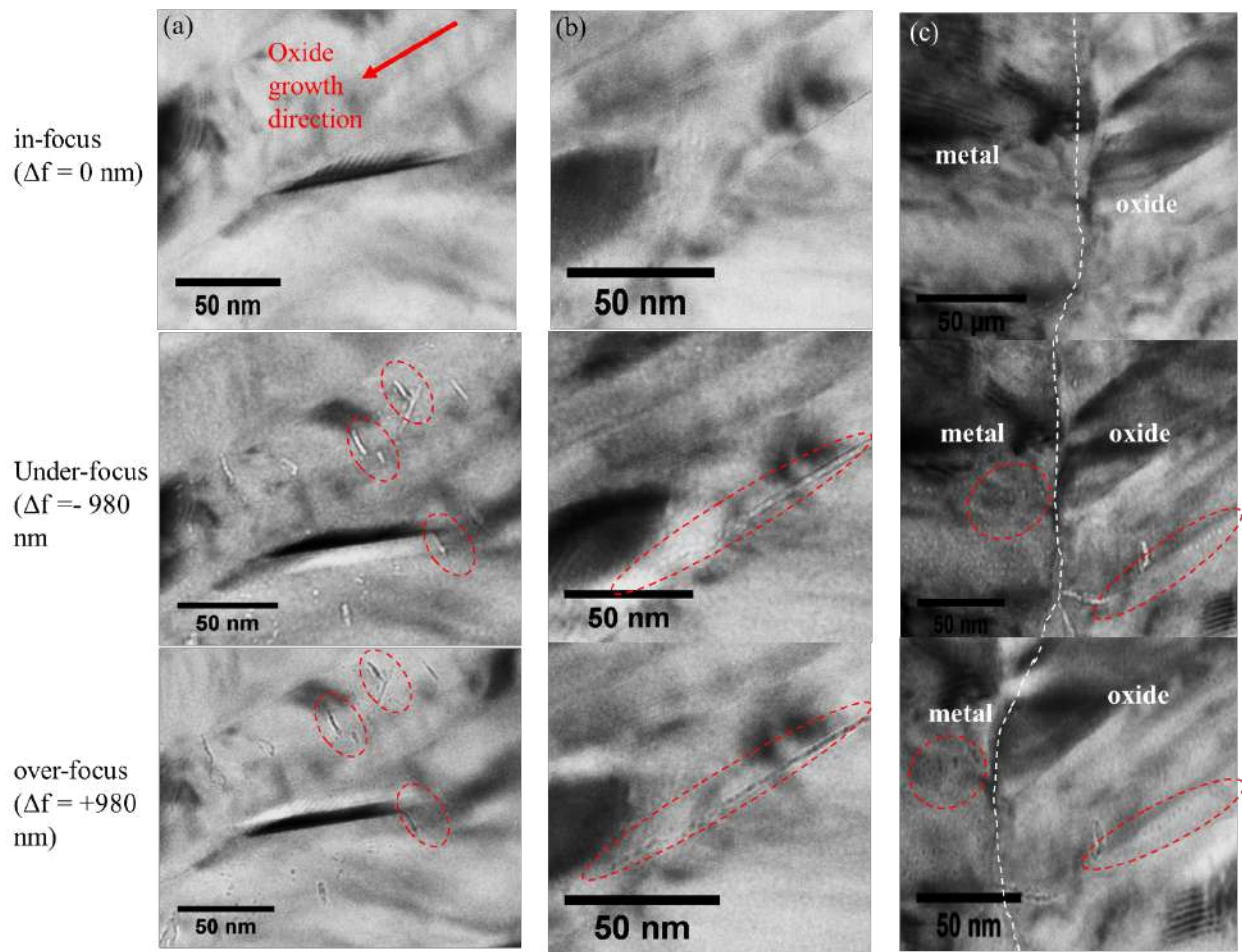 (a)
(b)
(c)
Oxide
growth
direction
in-focus
(Δf = 0 nm)
metal
oxide
50 nm
50 nm
50 μm
Under-focus
(Δf =- 980
nm
metal
oxide
50 nm
50 nm
50 nm
over-focus
(Δf = +980
nm)
metal
oxide
50 nm
50 nm
50 nm